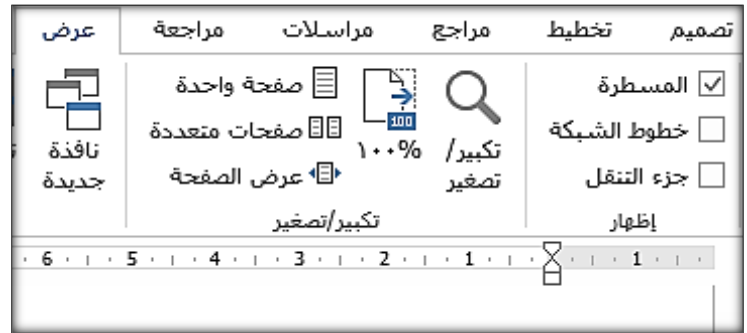 تصميم تخطيط مراجع مراسلات مراجعة عرض
المسطرة
خطوط الشبكة
جزء التنقل
إظهار
تكبير/
تصغير
100
١٠٠%
صفحة واحدة
صفحات متعددة
عرض الصفحة
تكبير/تصغير
نافذة
جديدة
6 5 4 3 2 1 1